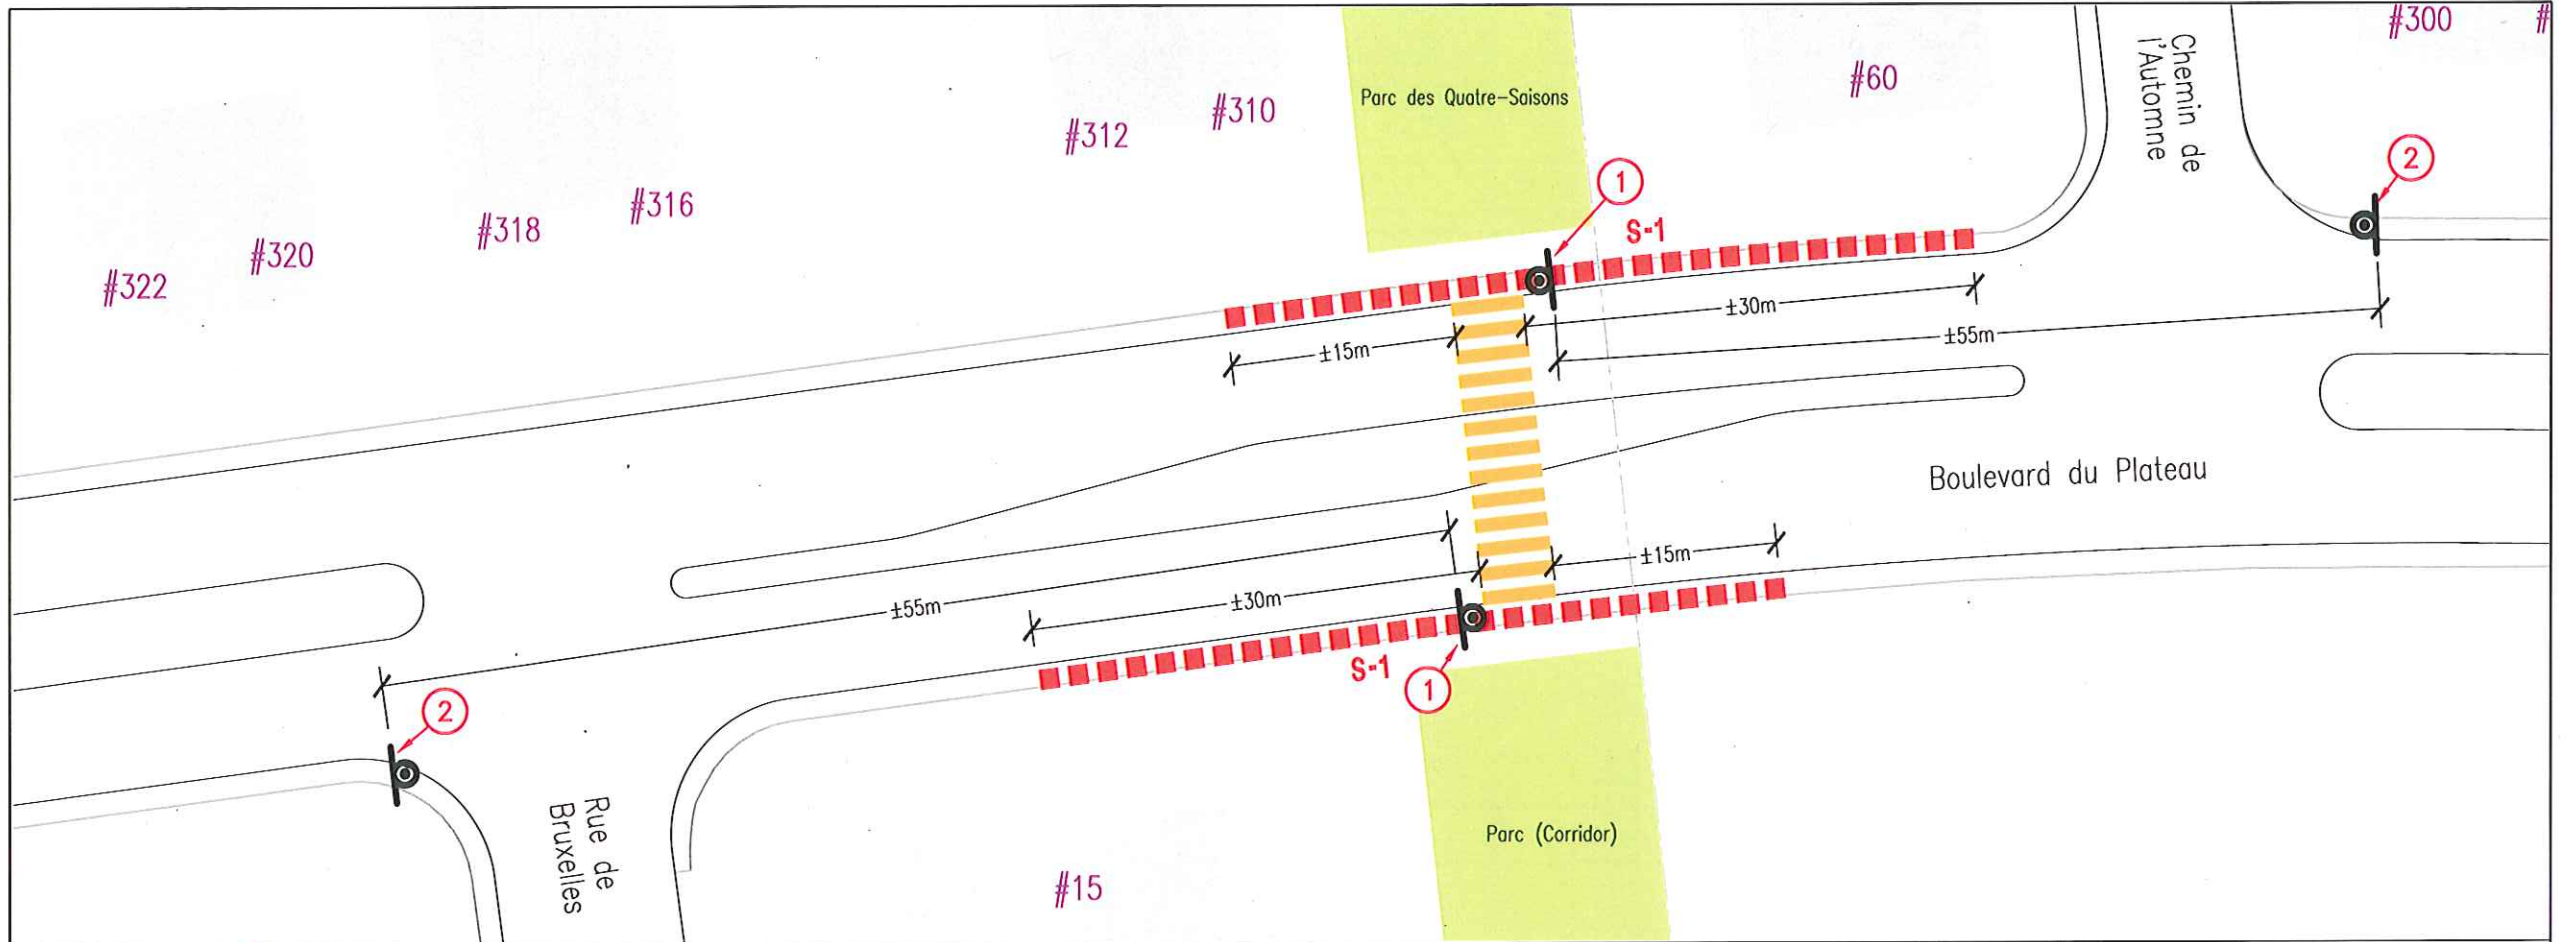 #300
#
Chemin de
l'Automne
#60
Parc des Quatre-Saisons
#310
#312
#316
#318
#320
#322
1
2
S-1
±30m
±55m
±15m
Boulevard du Plateau
±15m
±30m
±55m
S-1
1
2
Rue de
Bruxelles
Parc (Corridor)
#15